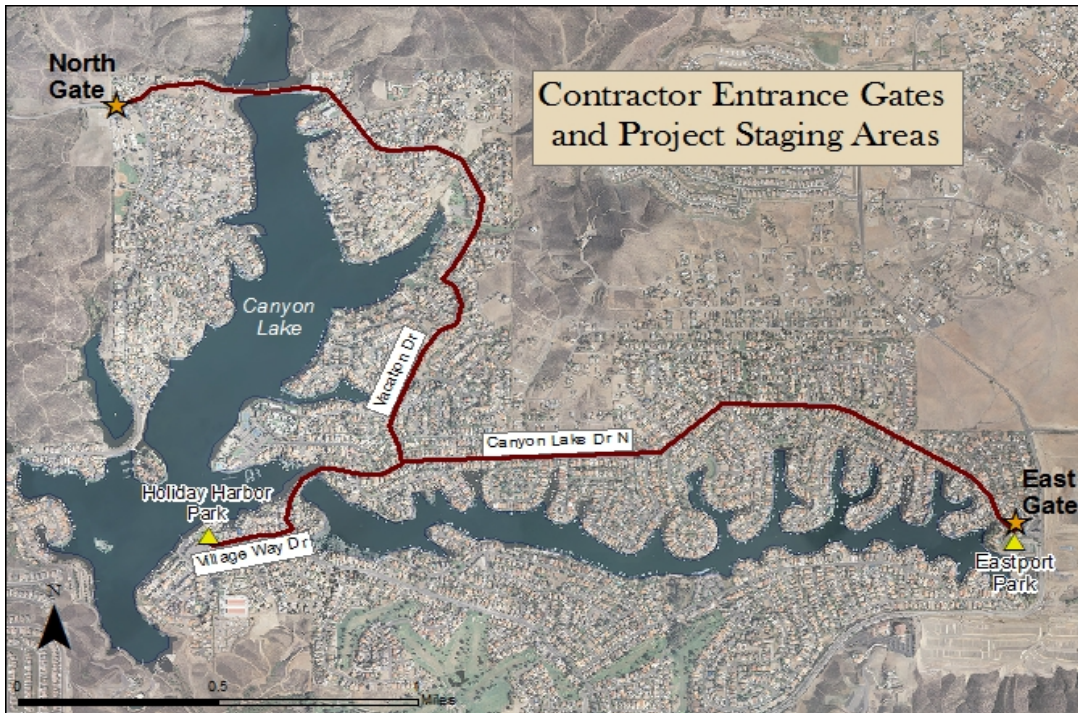 North
Gate
Contractor Entrance Gates
and Project Staging Areas
Canyon
Lake
Vacation Dr
Canyon Lake Dr N
Holiday Harbor
Park
Village Way Dr
East
Gate
Eastport
Park
N
0
0.5
1
Miles